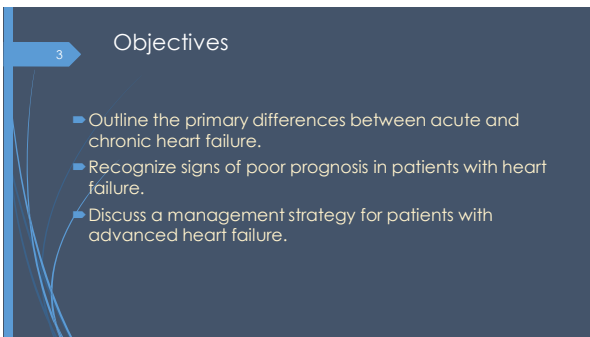 Objectives
3
Outline the primary differences between acute and
chronic heart failure.
Recognize signs of poor prognosis in patients with heart
failure.
Discuss a management strategy for patients with
advanced heart failure.